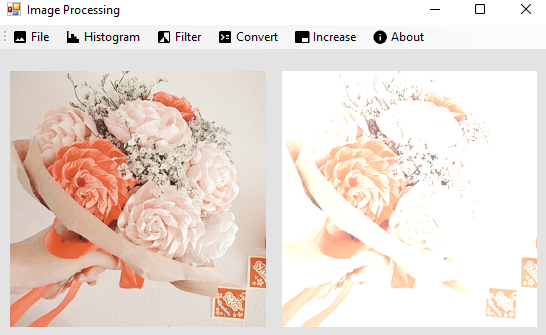 Image Processing
File Histogram Filter Convert Increase About